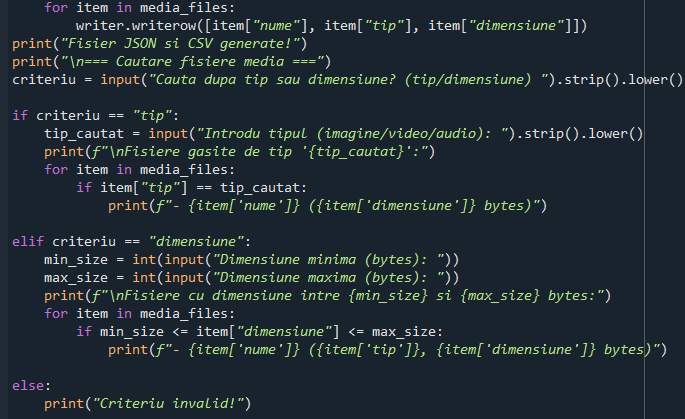 for item in media_files:
        writer.writerow([item["nume"], item["tip"], item["dimensiune"]])
print("Fisier JSON si CSV generate!")
print("\n=== Cautare fisiere media ===")
criteriu = input("Cauta dupa tip sau dimensiune? (tip/dimensiune) ").strip().lower()

if criteriu == "tip":
    tip_cautat = input("Introdu tipul (imagine/video/audio): ").strip().lower()
    print(f"\nFisiere gasite de tip '{tip_cautat}':")
    for item in media_files:
        if item["tip"] == tip_cautat:
            print(f"- {item['nume']} ({item['dimensiune']} bytes)")

elif criteriu == "dimensiune":
    min_size = int(input("Dimensiune minima (bytes): "))
    max_size = int(input("Dimensiune maxima (bytes): "))
    print(f"\nFisiere cu dimensiune intre {min_size} si {max_size} bytes:")
    for item in media_files:
        if min_size <= item["dimensiune"] <= max_size:
            print(f"- {item['nume']} ({item['tip']}, {item['dimensiune']} bytes)")

else:
    print("Criteriu invalid!")